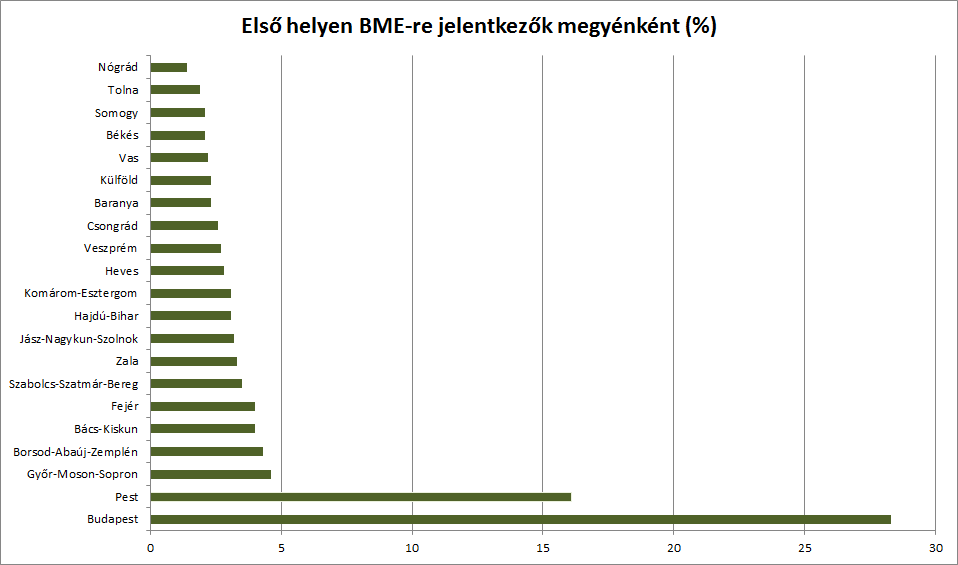 Első helyen BME-re jelentkezők megyénként (%)
Nógrád
Tolna
Somogy
Békés
Vas
Külföld
Baranya
Csongrád
Veszprém
Heves
Komárom-Esztergom
Hajdú-Bihar
Jász-Nagykun-Szolnok
Zala
Szabolcs-Szatmár-Bereg
Fejér
Bács-Kiskun
Borsod-Abaúj-Zemplén
Győr-Moson-Sopron
Pest
Budapest
0 5 10 15 20 25 30